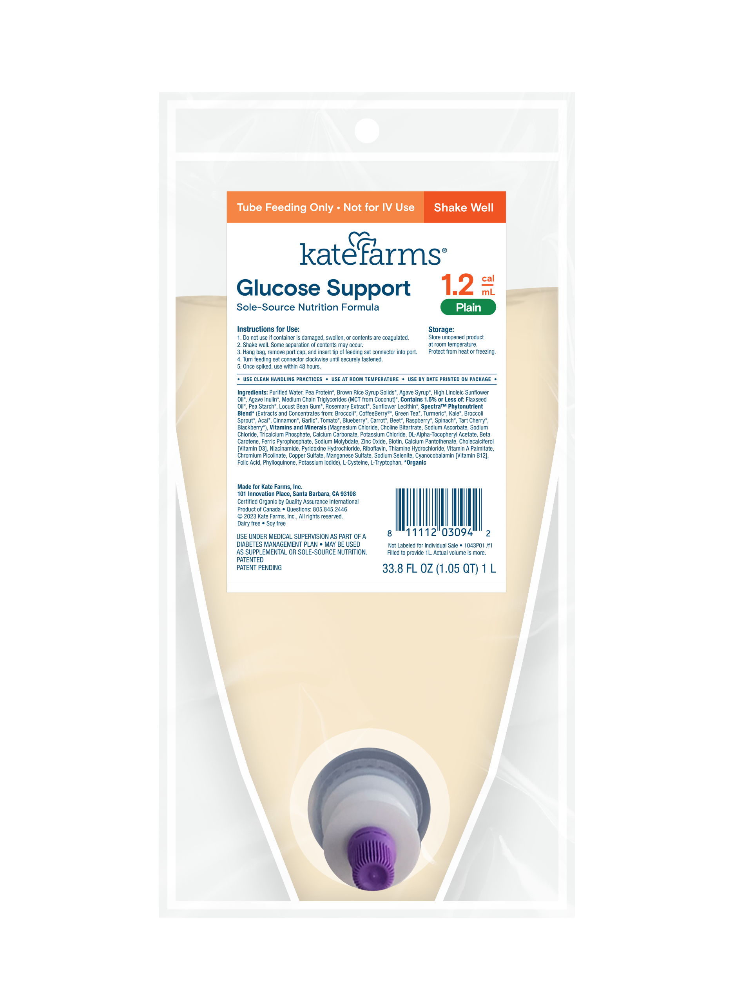 Tube Feeding Only • Not for IV Use
Shake Well
katefarms®
Glucose Support
Sole-Source Nutrition Formula
1.2 cal
mL
Plain
Instructions for Use:
1. Do not use if container is damaged, swollen, or contents are coagulated.
2. Shake well. Some separation of contents may occur.
3. Hang bag, remove port cap, and insert tip of feeding set connector into port.
4. Turn feeding set connector clockwise until securely fastened.
5. Once spiked, use within 48 hours.
Storage:
Store unopened product
at room temperature.
Protect from heat or freezing.
• USE CLEAN HANDLING PRACTICES • USE AT ROOM TEMPERATURE • USE BY DATE PRINTED ON PACKAGE •
Ingredients: Purified Water, Pea Protein*, Brown Rice Syrup Solids*, Agave Syrup*, High Linoleic Sunflower
Oil*, Agave Inulin*, Medium Chain Triglycerides (MCT from Coconut)*, Contains 1.5% or Less of: Flaxseed
Oil*, Pea Starch*, Locust Bean Gum*, Rosemary Extract*, Sunflower Lecithin*, Spectra™ Phytonutrient
Blend* (Extracts and Concentrates from: Broccoli*, CoffeeBerry®*, Green Tea*, Turmeric*, Kale*, Broccoli
Sprout*, Acai*, Cinnamon*, Garlic*, Tomato*, Blueberry*, Carrot*, Beet*, Raspberry*, Spinach*, Tart Cherry*,
Blackberry*), Vitamins and Minerals (Magnesium Chloride, Choline Bitartrate, Sodium Ascorbate, Sodium
Chloride, Tricalcium Phosphate, Calcium Carbonate, Potassium Chloride, DL-Alpha-Tocopheryl Acetate, Beta
Carotene, Ferric Pyrophosphate, Sodium Molybdate, Zinc Oxide, Biotin, Calcium Pantothenate, Cholecalciferol
[Vitamin D3], Niacinamide, Pyridoxine Hydrochloride, Riboflavin, Thiamine Hydrochloride, Vitamin A Palmitate,
Chromium Picolinate, Copper Sulfate, Manganese Sulfate, Sodium Selenite, Cyanocobalamin [Vitamin B12],
Folic Acid, Phylloquinone, Potassium Iodide), L-Cysteine, L-Tryptophan. *Organic
Made for Kate Farms, Inc.
101 Innovation Place, Santa Barbara, CA 93108
Certified Organic by Quality Assurance International
Product of Canada • Questions: 805.845.2446
© 2023 Kate Farms, Inc., All rights reserved.
Dairy free • Soy free
USE UNDER MEDICAL SUPERVISION AS PART OF A
DIABETES MANAGEMENT PLAN • MAY BE USED
AS SUPPLEMENTAL OR SOLE-SOURCE NUTRITION.
PATENTED
PATENT PENDING
8 11112 03094 2
Not Labeled for Individual Sale • 1043P01 /f1
Filled to provide 1L. Actual volume is more.
33.8 FL OZ (1.05 QT) 1 L